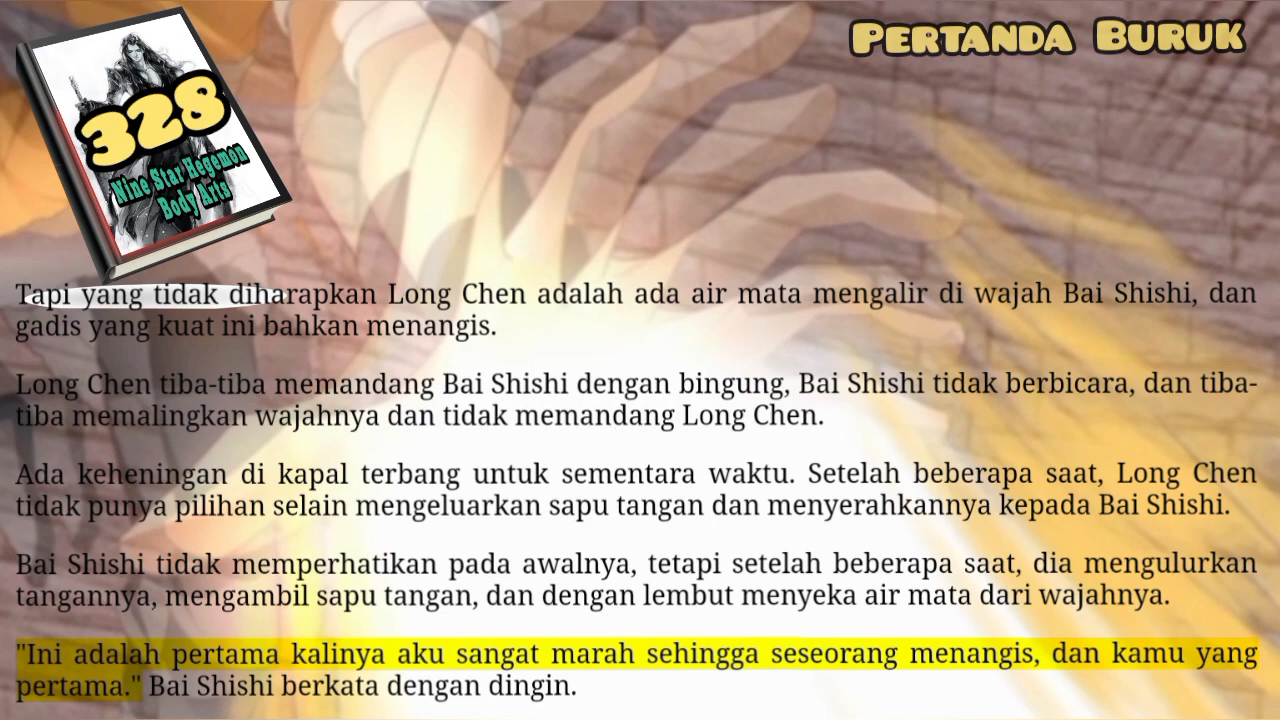 Pertanda Buruk
328
Nine Star Hegemon
Body Arts
Tapi yang tidak diharapkan Long Chen adalah ada air mata mengalir di wajah Bai Shishi, dan
gadis yang kuat ini bahkan menangis.
Long Chen tiba-tiba memandang Bai Shishi dengan bingung, Bai Shishi tidak berbicara, dan tiba-
tiba memalingkan wajahnya dan tidak memandang Long Chen.
Ada keheningan di kapal terbang untuk sementara waktu. Setelah beberapa saat, Long Chen
tidak punya pilihan selain mengeluarkan sapu tangan dan menyerahkannya kepada Bai Shishi.
Bai Shishi tidak memperhatikan pada awalnya, tetapi setelah beberapa saat, dia mengulurkan
tangannya, mengambil sapu tangan, dan dengan lembut menyeka air mata dari wajahnya.
"Ini adalah pertama kalinya aku sangat marah sehingga seseorang menangis, dan kamu yang
pertama." Bai Shishi berkata dengan dingin.